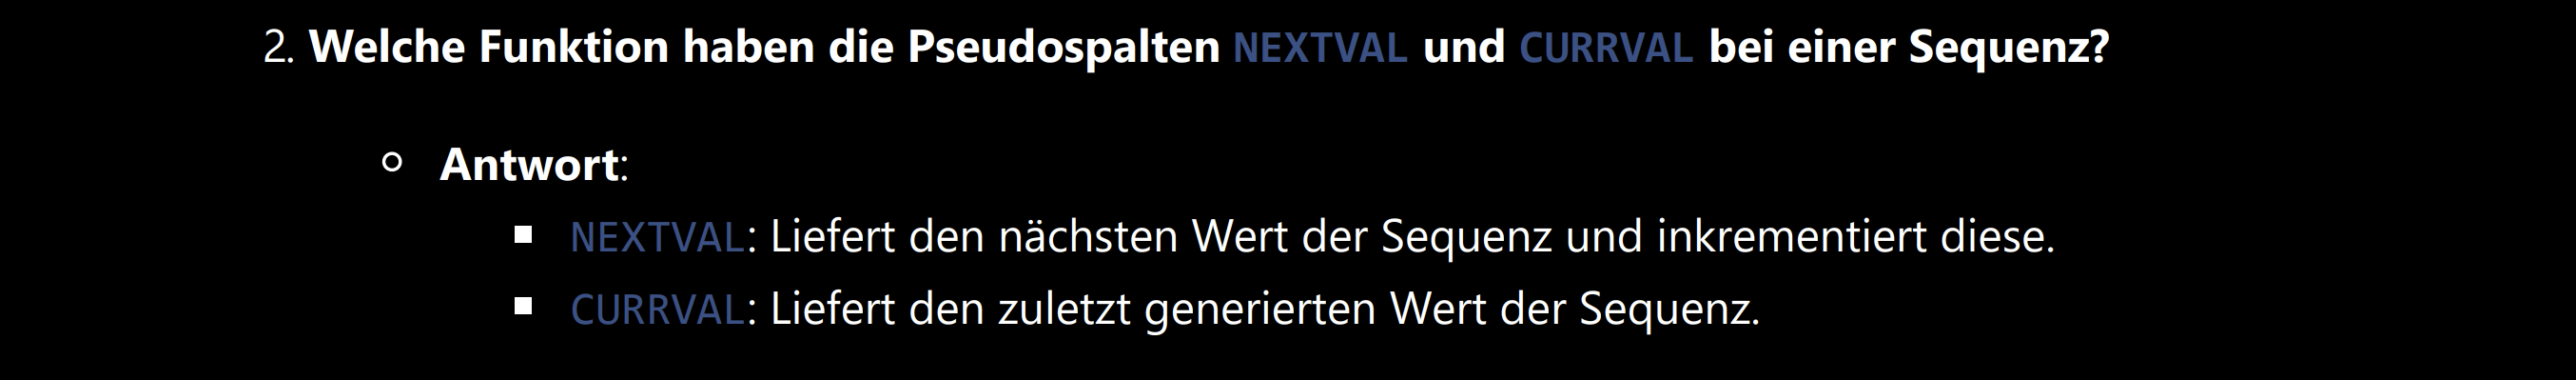 2. Welche Funktion haben die Pseudospalten NEXTVAL und CURRVAL bei einer Sequenz?
Antwort:
NEXTVAL: Liefert den nächsten Wert der Sequenz und inkrementiert diese.
CURRVAL: Liefert den zuletzt generierten Wert der Sequenz.